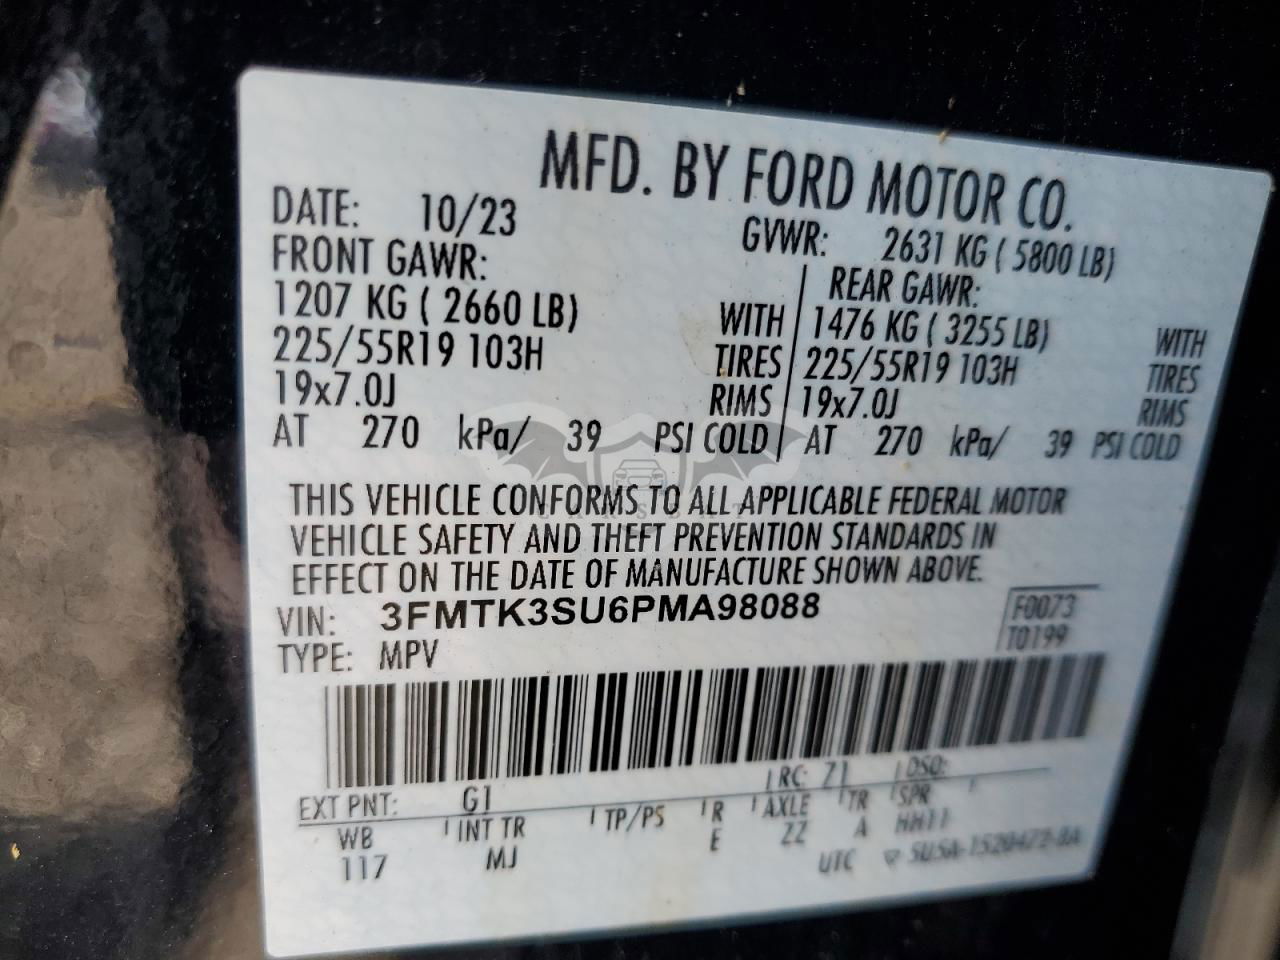 MFD. BY FORD MOTOR CO.
DATE: 10/23 GVWR: 2631 KG ( 5800 LB)
FRONT GAWR: REAR GAWR:
1207 KG ( 2660 LB) WITH 1476 KG ( 3255 LB) WITH
225/55R19 103H TIRES 225/55R19 103H TIRES
19x7.0J RIMS 19x7.0J RIMS
AT 270 kPa/ 39 PSI COLD AT 270 kPa/ 39 PSI COLD
THIS VEHICLE CONFORMS TO ALL APPLICABLE FEDERAL MOTOR
VEHICLE SAFETY AND THEFT PREVENTION STANDARDS IN
EFFECT ON THE DATE OF MANUFACTURE SHOWN ABOVE.
VIN: 3FMTK3SU6PMA98088 F0073
TYPE: MPV T0199
EXT PNT: G1 RC: 71 DSO:
WB INT TR TP/PS R AXLE TR SPR
117 MJ E ZZ A HH11
UTC SUSA-1520472-BA